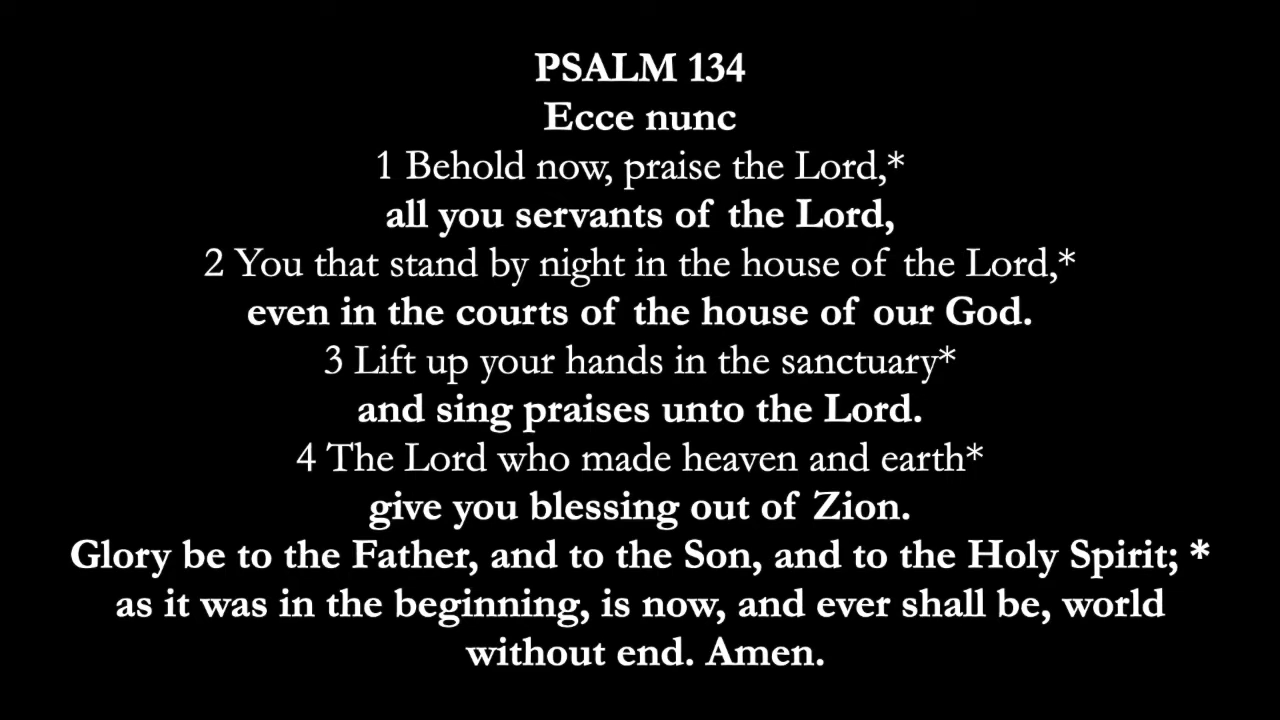 PSALM 134
Ecce nunc
1 Behold now, praise the Lord,*
all you servants of the Lord,
2 You that stand by night in the house of the Lord,*
even in the courts of the house of our God.
3 Lift up your hands in the sanctuary*
and sing praises unto the Lord.
4 The Lord who made heaven and earth*
give you blessing out of Zion.
Glory be to the Father, and to the Son, and to the Holy Spirit; *
as it was in the beginning, is now, and ever shall be, world
without end. Amen.